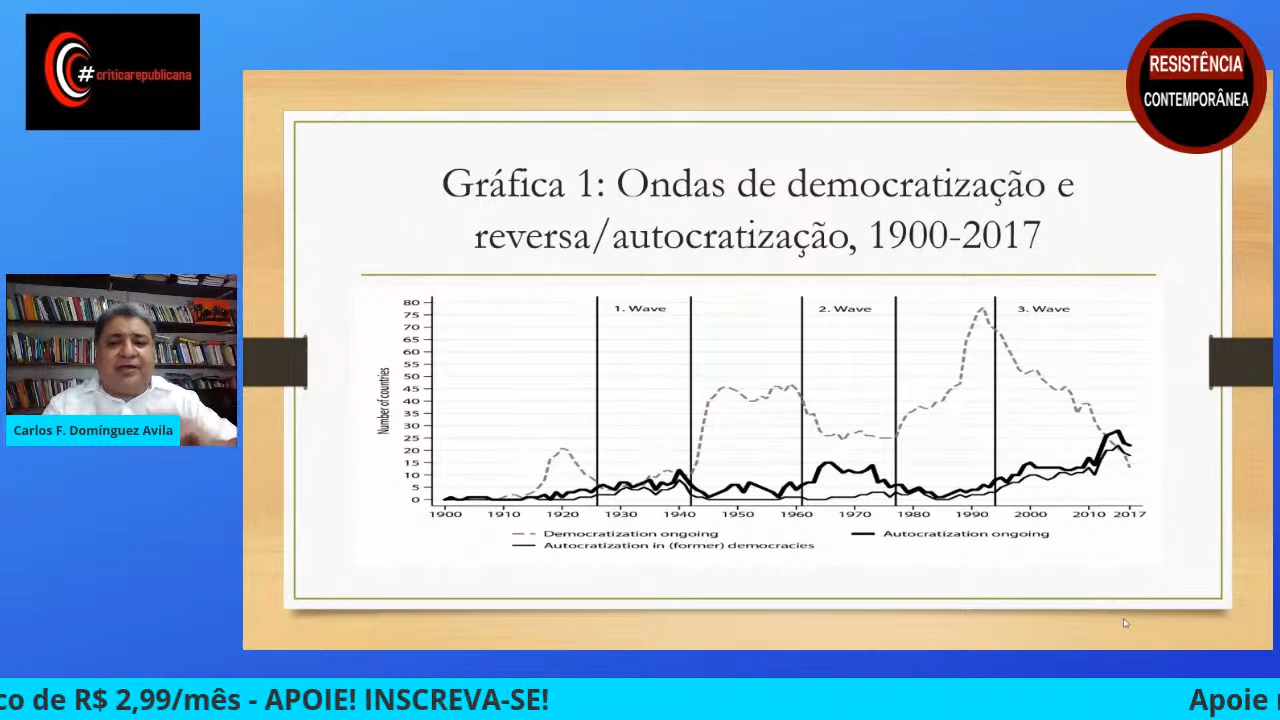 #criticarepublicana
RESISTÊNCIA
CONTEMPORÂNEA
Gráfica 1: Ondas de democratização e
reversa/autocratização, 1900-2017
1. Wave
2. Wave
3. Wave
Number of countries
80
75
70
65
60
55
50
45
40
35
30
25
20
15
10
5
0
1900 1910 1920 1930 1940 1950 1960 1970 1980 1990 2000 2010 2017
Democratization ongoing
Autocratization ongoing
Autocratization in (former) democracies
Carlos F. Domínguez Avila
co de R$ 2,99/mês - APOIE! INSCREVA-SE!
Apoie